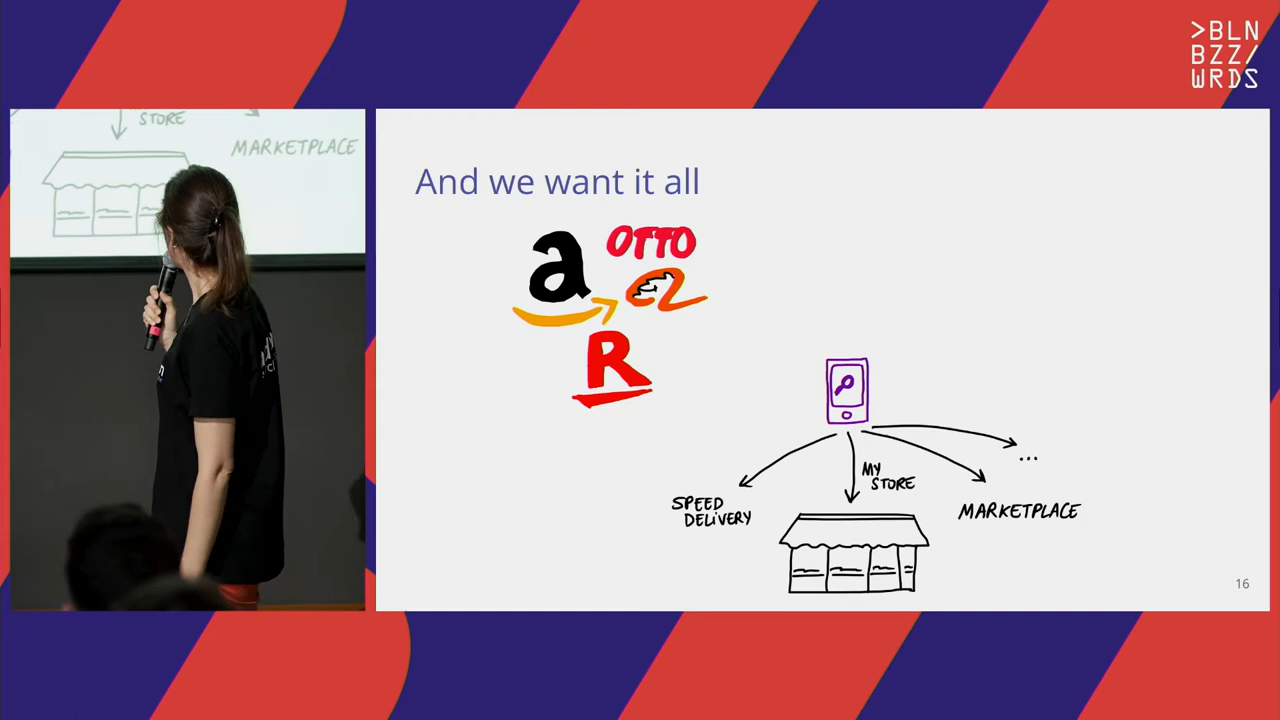 >BLN
BZZ/
WRDS
STORE
MARKETPLACE
And we want it all
a
OTTO
R
...
MY
STORE
SPEED
DELIVERY
MARKETPLACE
16